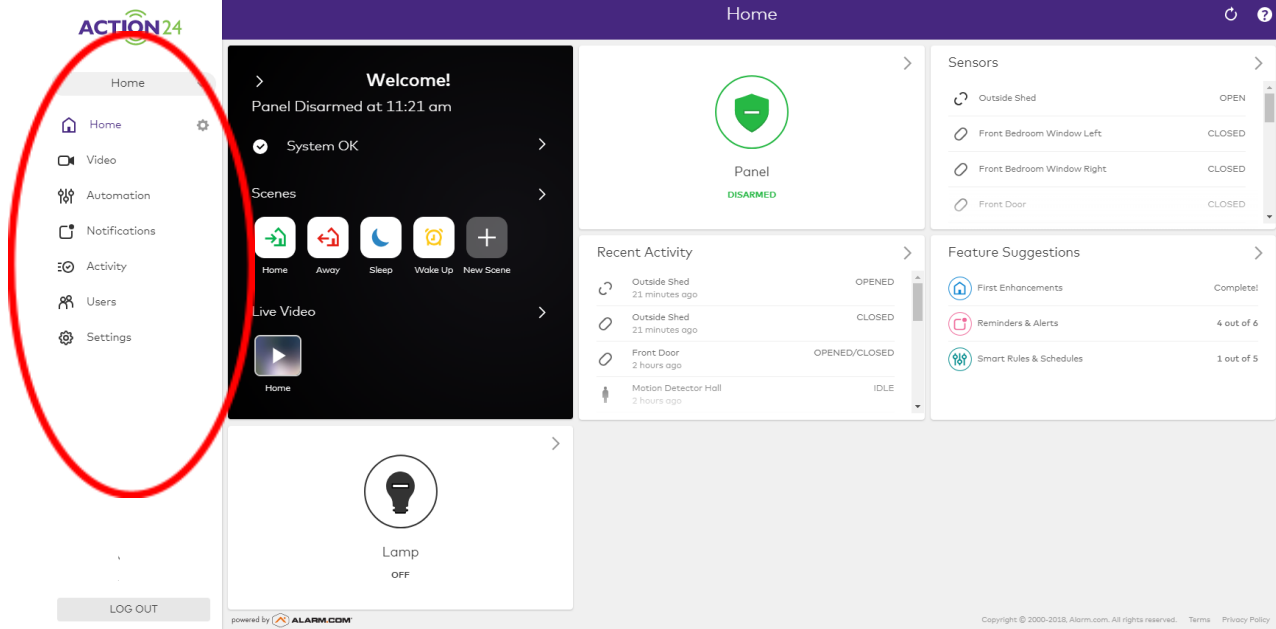 ACTION24
Home
Home
Video
Automation
Notifications
Activity
Users
Settings
LOG OUT
Home
Welcome!
Panel Disarmed at 11:21 am
System OK
Scenes
Home Away Sleep Wake Up New Scene
Live Video
Home
Panel
DISARMED
Sensors
Outside Shed OPEN
Front Bedroom Window Left CLOSED
Front Bedroom Window Right CLOSED
Front Door CLOSED
Recent Activity
Outside Shed OPENED
21 minutes ago
Outside Shed CLOSED
21 minutes ago
Front Door OPENED/CLOSED
2 hours ago
Motion Detector Hall IDLE
2 hours ago
Feature Suggestions
First Enhancements Complete!
Reminders & Alerts 4 out of 6
Smart Rules & Schedules 1 out of 5
Lamp
OFF
powered by ALARM.COM
Copyright © 2000-2018, Alarm.com. All rights reserved. Terms Privacy Policy